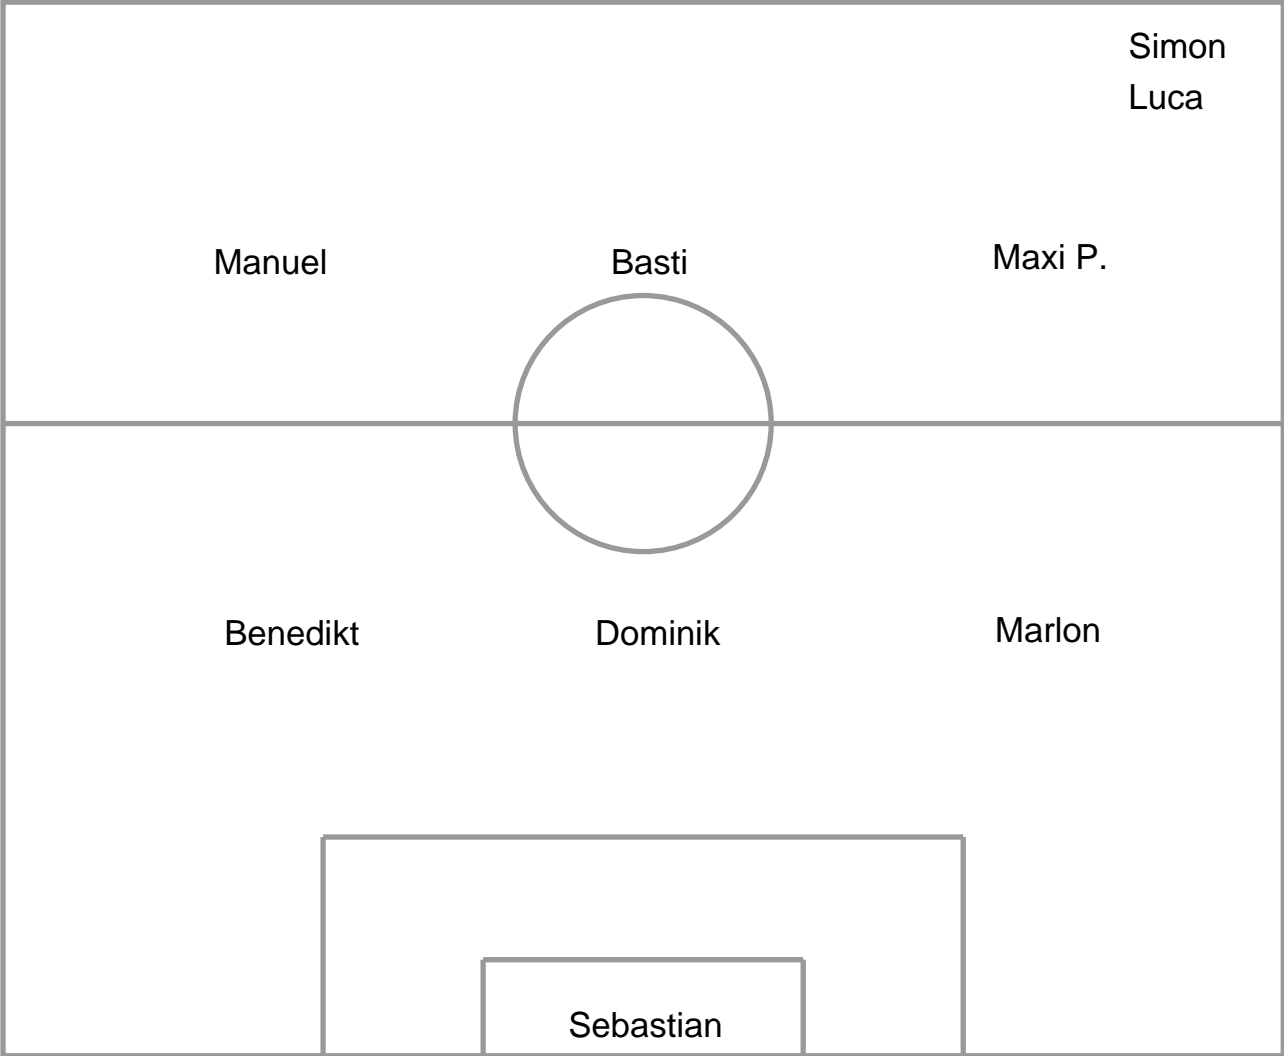 Simon
Luca
Manuel
Basti
Maxi P.
Benedikt
Dominik
Marlon
Sebastian